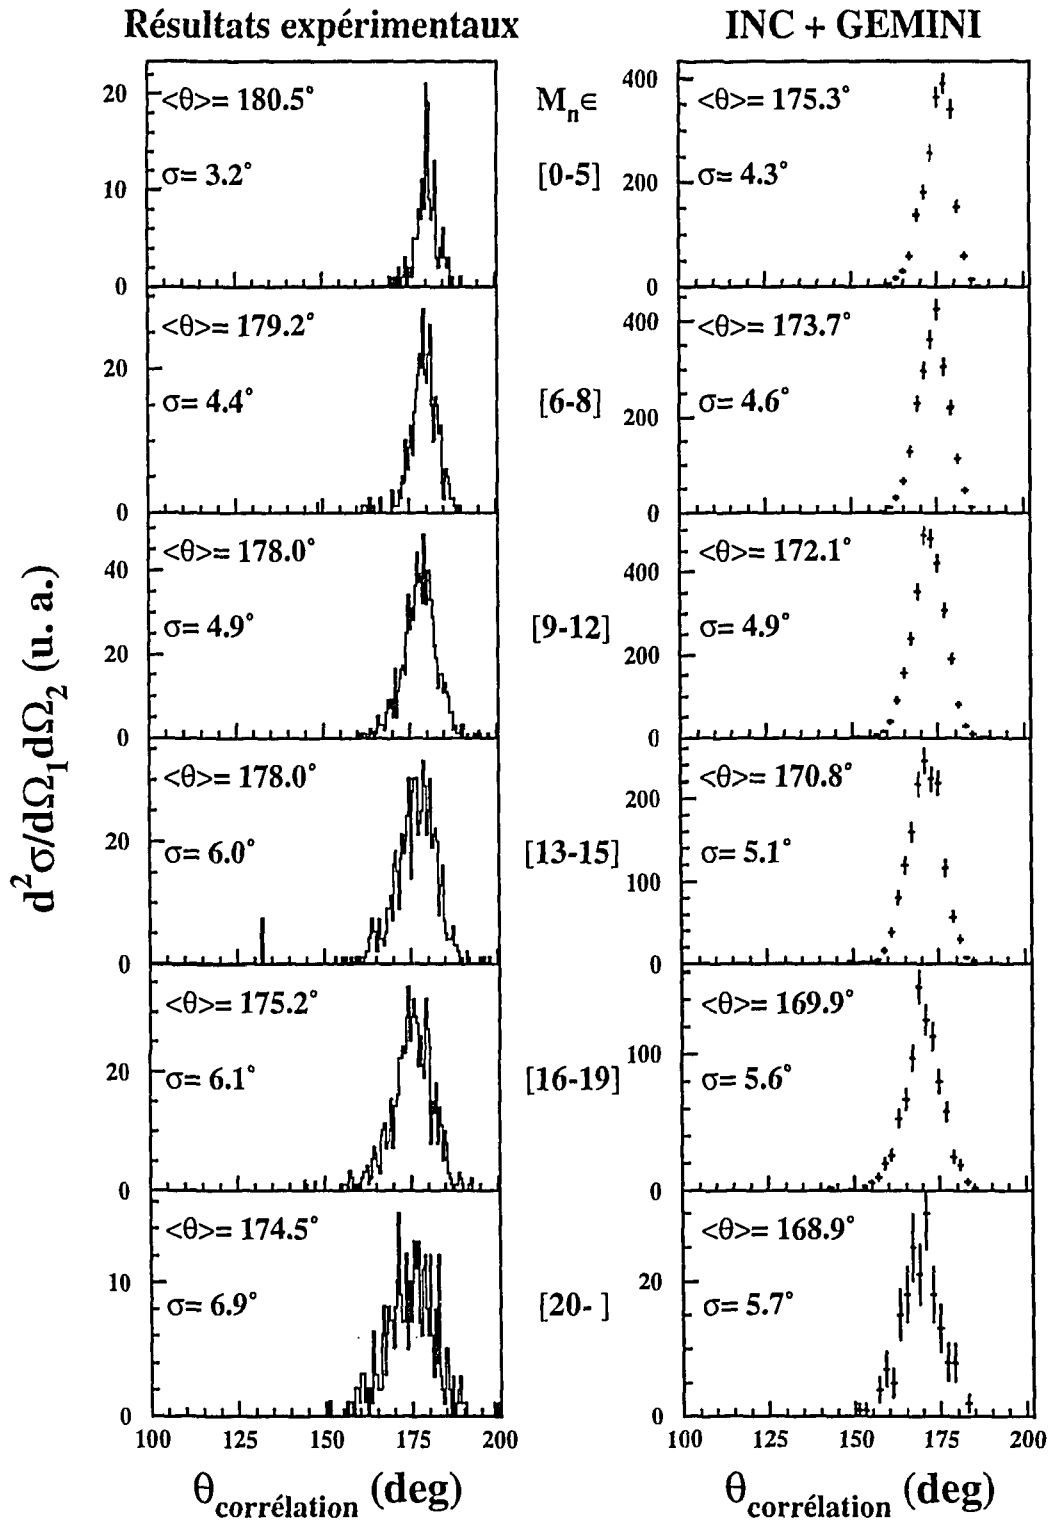 Résultats expérimentaux
INC + GEMINI
d²σ/dΩ₁dΩ₂ (u. a.)
20
10
0
<θ>= 180.5°
σ= 3.2°
Mₙ∈
[0-5]
400
200
0
<θ>= 175.3°
σ= 4.3°
20
0
<θ>= 179.2°
σ= 4.4°
[6-8]
400
200
0
<θ>= 173.7°
σ= 4.6°
40
20
0
<θ>= 178.0°
σ= 4.9°
[9-12]
400
200
0
<θ>= 172.1°
σ= 4.9°
20
0
<θ>= 178.0°
σ= 6.0°
[13-15]
200
100
0
<θ>= 170.8°
σ= 5.1°
20
0
<θ>= 175.2°
σ= 6.1°
[16-19]
100
0
<θ>= 169.9°
σ= 5.6°
10
0
<θ>= 174.5°
σ= 6.9°
[20- ]
20
0
<θ>= 168.9°
σ= 5.7°
100 125 150 175 200
100 125 150 175 200
θcorrélation (deg)
θcorrélation (deg)